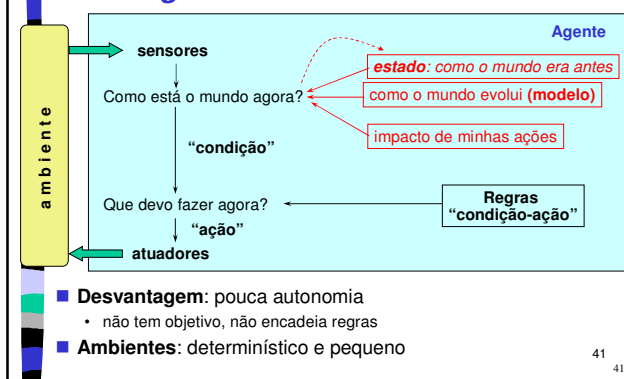 Agente
ambiente
sensores
estado: como o mundo era antes
Como está o mundo agora?
como o mundo evolui (modelo)
impacto de minhas ações
“condição”
Que devo fazer agora?
Regras
“condição-ação”
“ação”
atuadores
Desvantagem: pouca autonomia
• não tem objetivo, não encadeia regras
Ambientes: determinístico e pequeno
41
41